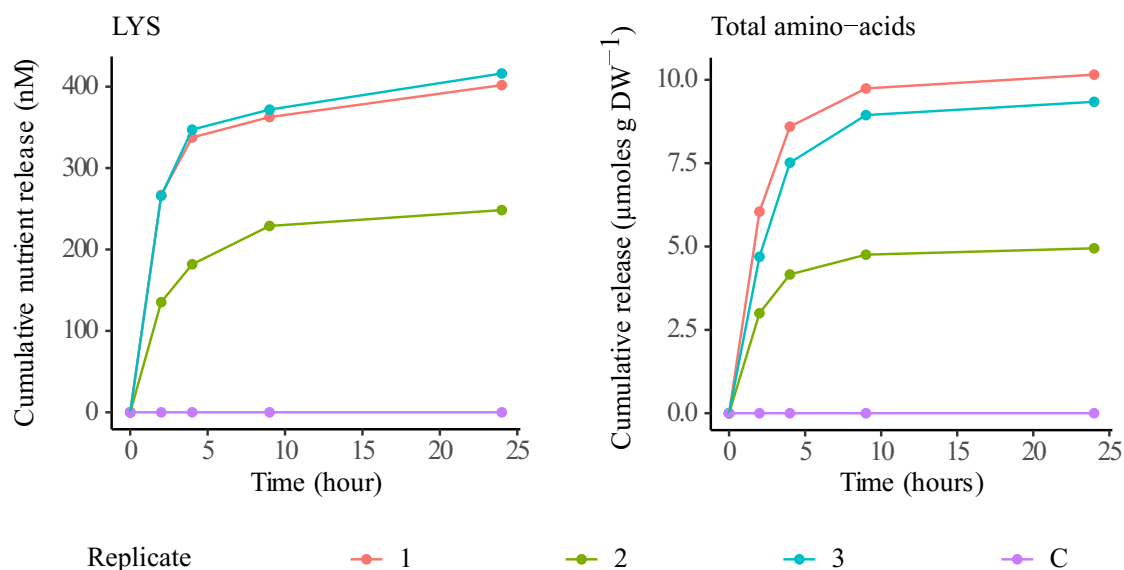 LYS
Cumulative nutrient release (nM)
400
300
200
100
0
0 5 10 15 20 25
Time (hour)
Total amino−acids
Cumulative release (μmoles g DW−1)
10.0
7.5
5.0
2.5
0.0
0 5 10 15 20 25
Time (hours)
Replicate 1 2 3 C